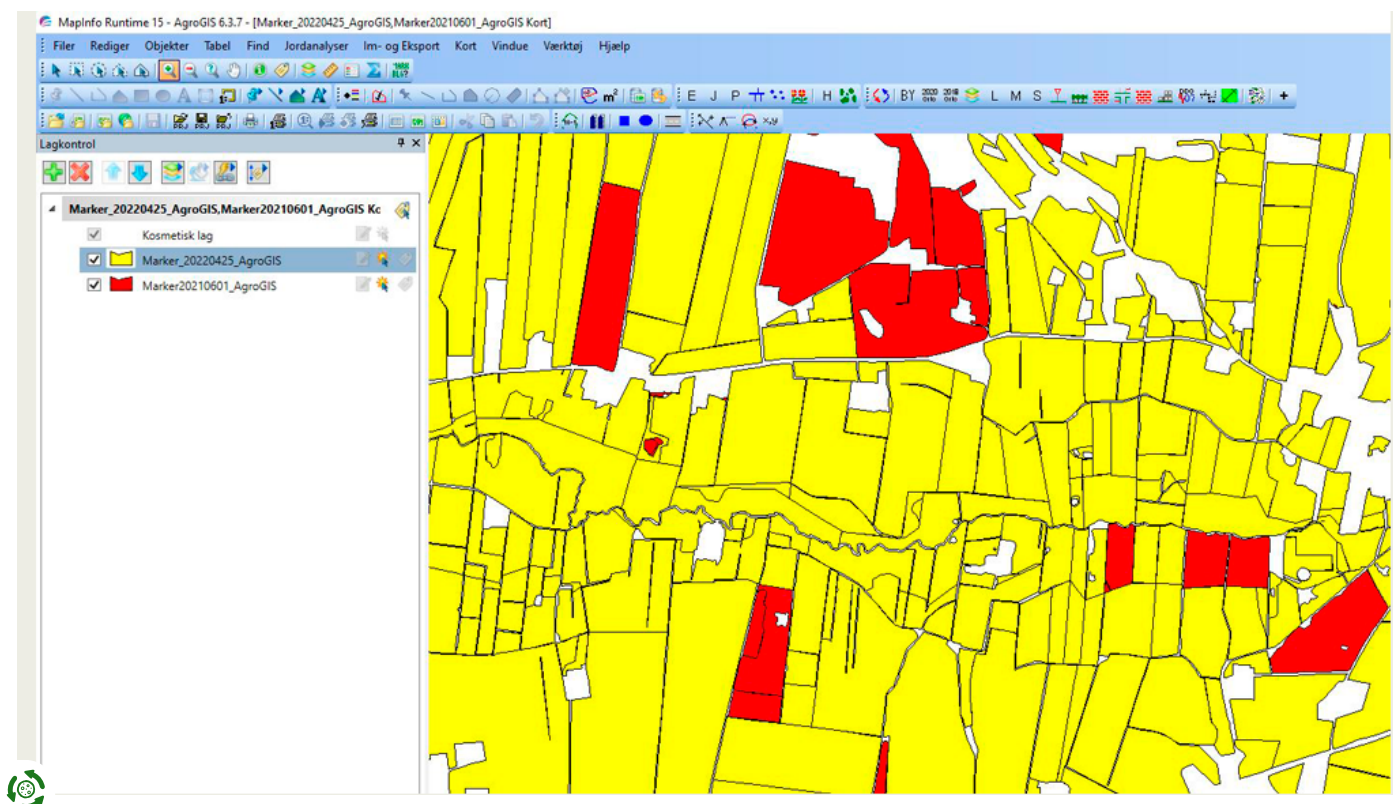 MapInfo Runtime 15 - AgroGIS 6.3.7 - [Marker_20220425_AgroGIS,Marker20210601_AgroGIS Kort]
Filer Rediger Objekter Tabel Find Jordanalyser Im- og Eksport Kort Vindue Værktøj Hjælp
E J P H BY L M S
Lagkontrol
Marker_20220425_AgroGIS,Marker20210601_AgroGIS Kc
Kosmetisk lag
Marker_20220425_AgroGIS
Marker20210601_AgroGIS